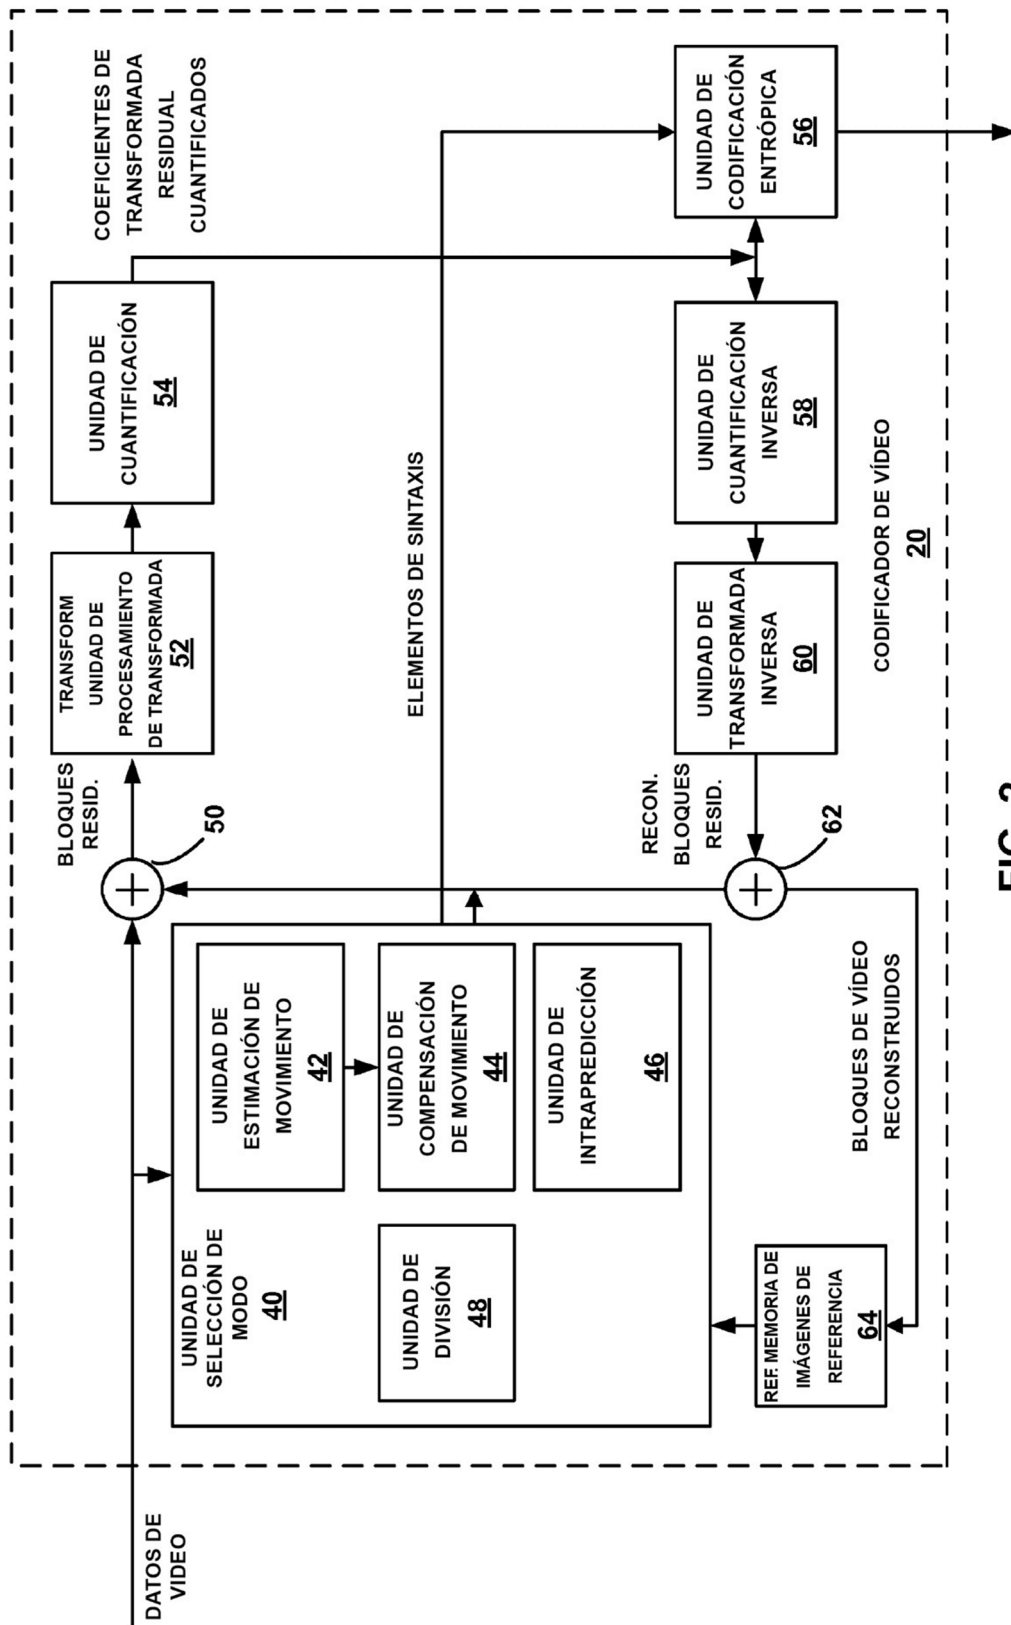 DATOS DE
VIDEO
BLOQUES
RESID.
50
TRANSFORM
UNIDAD DE
PROCESAMIENTO
DE TRANSFORMADA
52
UNIDAD DE
CUANTIFICACIÓN
54
COEFICIENTES DE
TRANSFORMADA
RESIDUAL
CUANTIFICADOS
UNIDAD DE
SELECCIÓN DE
MODO
40
UNIDAD DE
ESTIMACIÓN DE
MOVIMIENTO
42
UNIDAD DE
DIVISIÓN
48
UNIDAD DE
COMPENSACIÓN
DE MOVIMIENTO
44
UNIDAD DE
INTRAPREDICCIÓN
46
ELEMENTOS DE SINTAXIS
RECON.
BLOQUES
RESID.
62
UNIDAD DE
TRANSFORMADA
INVERSA
60
UNIDAD DE
CUANTIFICACIÓN
INVERSA
58
UNIDAD DE
CODIFICACIÓN
ENTRÓPICA
56
REF. MEMORIA DE
IMÁGENES DE
REFERENCIA
64
BLOQUES DE VÍDEO
RECONSTRUIDOS
CODIFICADOR DE VÍDEO
20
FIG.